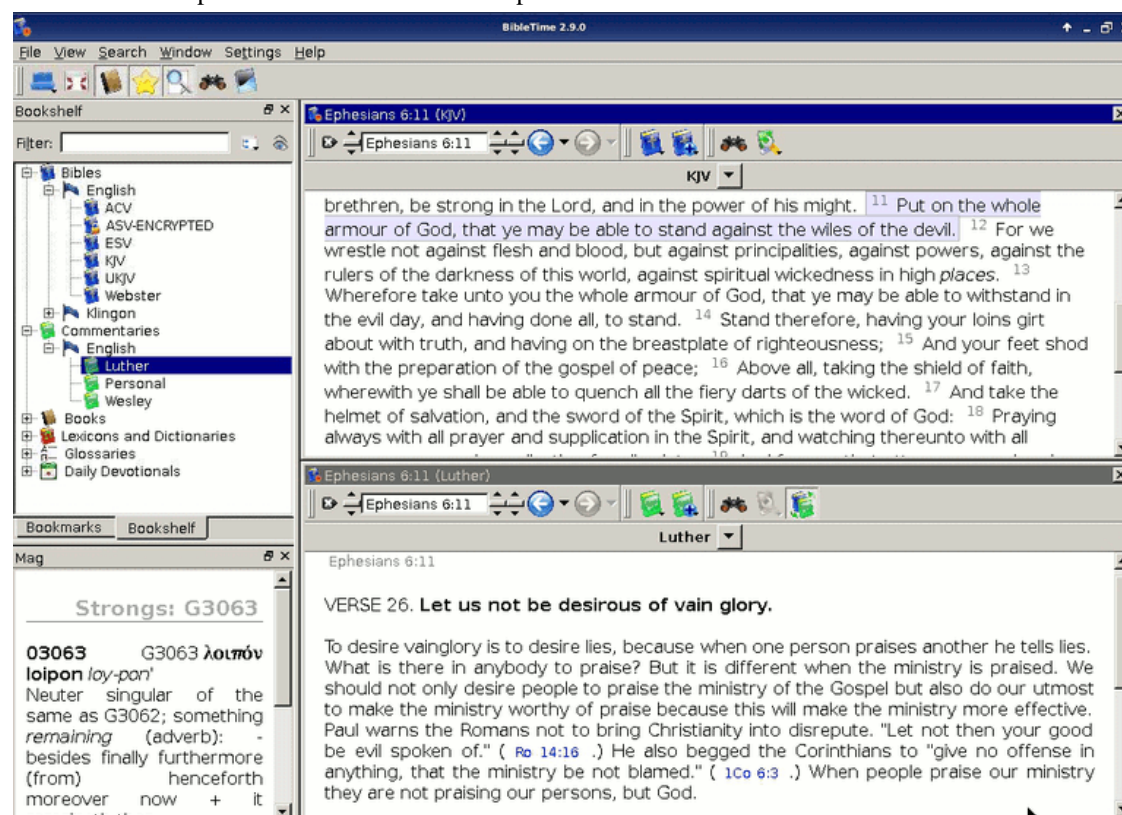 BibleTime 2.9.0
File View Search Window Settings Help
Bookshelf
Filter:
Bibles
English
ACV
ASV-ENCRYPTED
ESV
KJV
UKJV
Webster
Klingon
Commentaries
English
Luther
Personal
Wesley
Books
Lexicons and Dictionaries
Glossaries
Daily Devotionals
Bookmarks Bookshelf
Mag
Strongs: G3063
03063 G3063 λοιπόν
loipon loy-pon'
Neuter singular of the
same as G3062; something
remaining (adverb): -
besides finally furthermore
(from) henceforth
moreover now + it
Ephesians 6:11 (KJV)
Ephesians 6:11
KJV
brethren, be strong in the Lord, and in the power of his might. 11 Put on the whole
armour of God, that ye may be able to stand against the wiles of the devil. 12 For we
wrestle not against flesh and blood, but against principalities, against powers, against the
rulers of the darkness of this world, against spiritual wickedness in high places. 13
Wherefore take unto you the whole armour of God, that ye may be able to withstand in
the evil day, and having done all, to stand. 14 Stand therefore, having your loins girt
about with truth, and having on the breastplate of righteousness; 15 And your feet shod
with the preparation of the gospel of peace; 16 Above all, taking the shield of faith,
wherewith ye shall be able to quench all the fiery darts of the wicked. 17 And take the
helmet of salvation, and the sword of the Spirit, which is the word of God: 18 Praying
always with all prayer and supplication in the Spirit, and watching thereunto with all
Ephesians 6:11 (Luther)
Ephesians 6:11
Luther
Ephesians 6:11
VERSE 26. Let us not be desirous of vain glory.
To desire vainglory is to desire lies, because when one person praises another he tells lies.
What is there in anybody to praise? But it is different when the ministry is praised. We
should not only desire people to praise the ministry of the Gospel but also do our utmost
to make the ministry worthy of praise because this will make the ministry more effective.
Paul warns the Romans not to bring Christianity into disrepute. "Let not then your good
be evil spoken of." ( Ro 14:16 .) He also begged the Corinthians to "give no offense in
anything, that the ministry be not blamed." ( 1Co 6:3 .) When people praise our ministry
they are not praising our persons, but God.